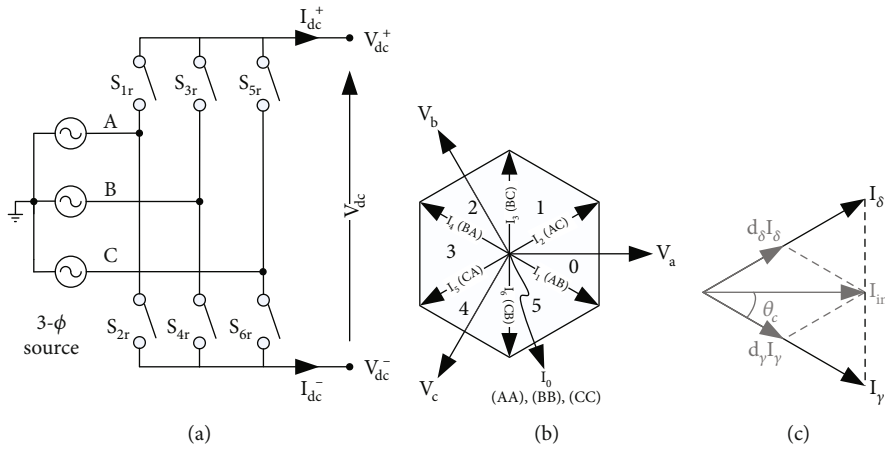 I_dc^+
V_dc^+
S_1r
S_3r
S_5r
A
B
C
V_dc
3-ϕ
source
S_2r
S_4r
S_6r
I_dc^-
V_dc^-
(a)
V_b
2
1
I_3 (BC)
I_4 (BA)
I_2 (AC)
3
V_a
0
I_5 (CA)
I_1 (AB)
I_6 (CB)
4
5
V_c
I_0
(AA), (BB), (CC)
(b)
I_δ
d_δI_δ
I_in
θ_c
d_γI_γ
I_γ
(c)